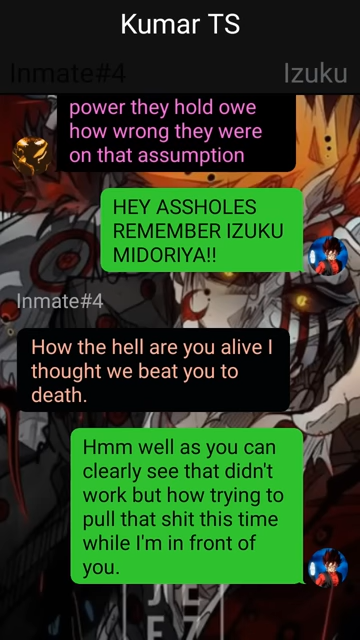 Kumar TS
Inmate#4
Izuku
power they hold owe
how wrong they were
on that assumption
HEY ASSHOLES
REMEMBER IZUKU
MIDORIYA!!
Inmate#4
How the hell are you alive I
thought we beat you to
death.
Hmm well as you can
clearly see that didn't
work but how trying to
pull that shit this time
while I'm in front of
you.